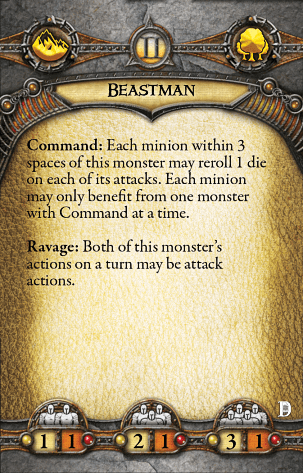 II
BEASTMAN
Command: Each minion within 3
spaces of this monster may reroll 1 die
on each of its attacks. Each minion
may only benefit from one monster
with Command at a time.
Ravage: Both of this monster's
actions on a turn may be attack
actions.
D
1 1 2 1 3 1